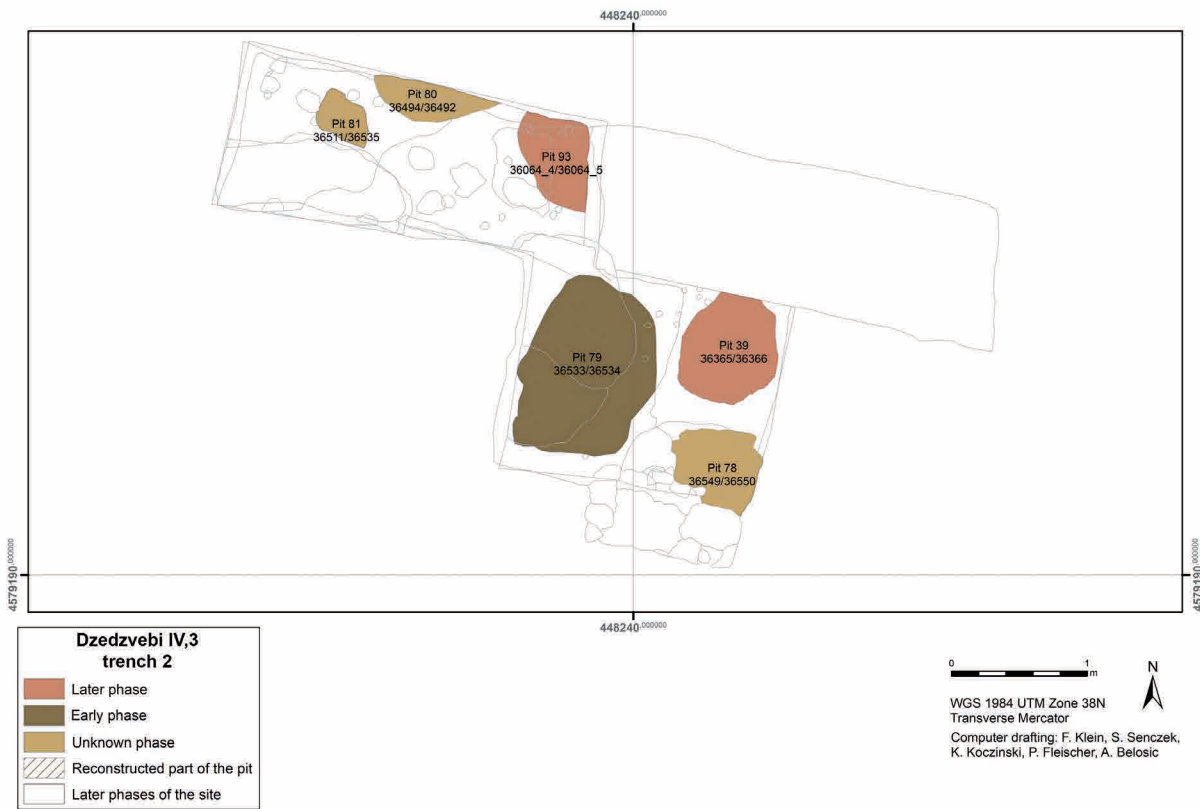 448240.000000
Pit 80
36494/36492
Pit 81
36511/36535
Pit 93
36064_4/36064_5
Pit 39
36365/36366
Pit 79
36533/36534
Pit 78
36549/36550
4579190.000000
4579190.000000
448240.000000
Dzedzvebi IV,3
trench 2
Later phase
Early phase
Unknown phase
Reconstructed part of the pit
Later phases of the site
0 1
m
N
WGS 1984 UTM Zone 38N
Transverse Mercator
Computer drafting: F. Klein, S. Senczek,
K. Koczinski, P. Fleischer, A. Belosic